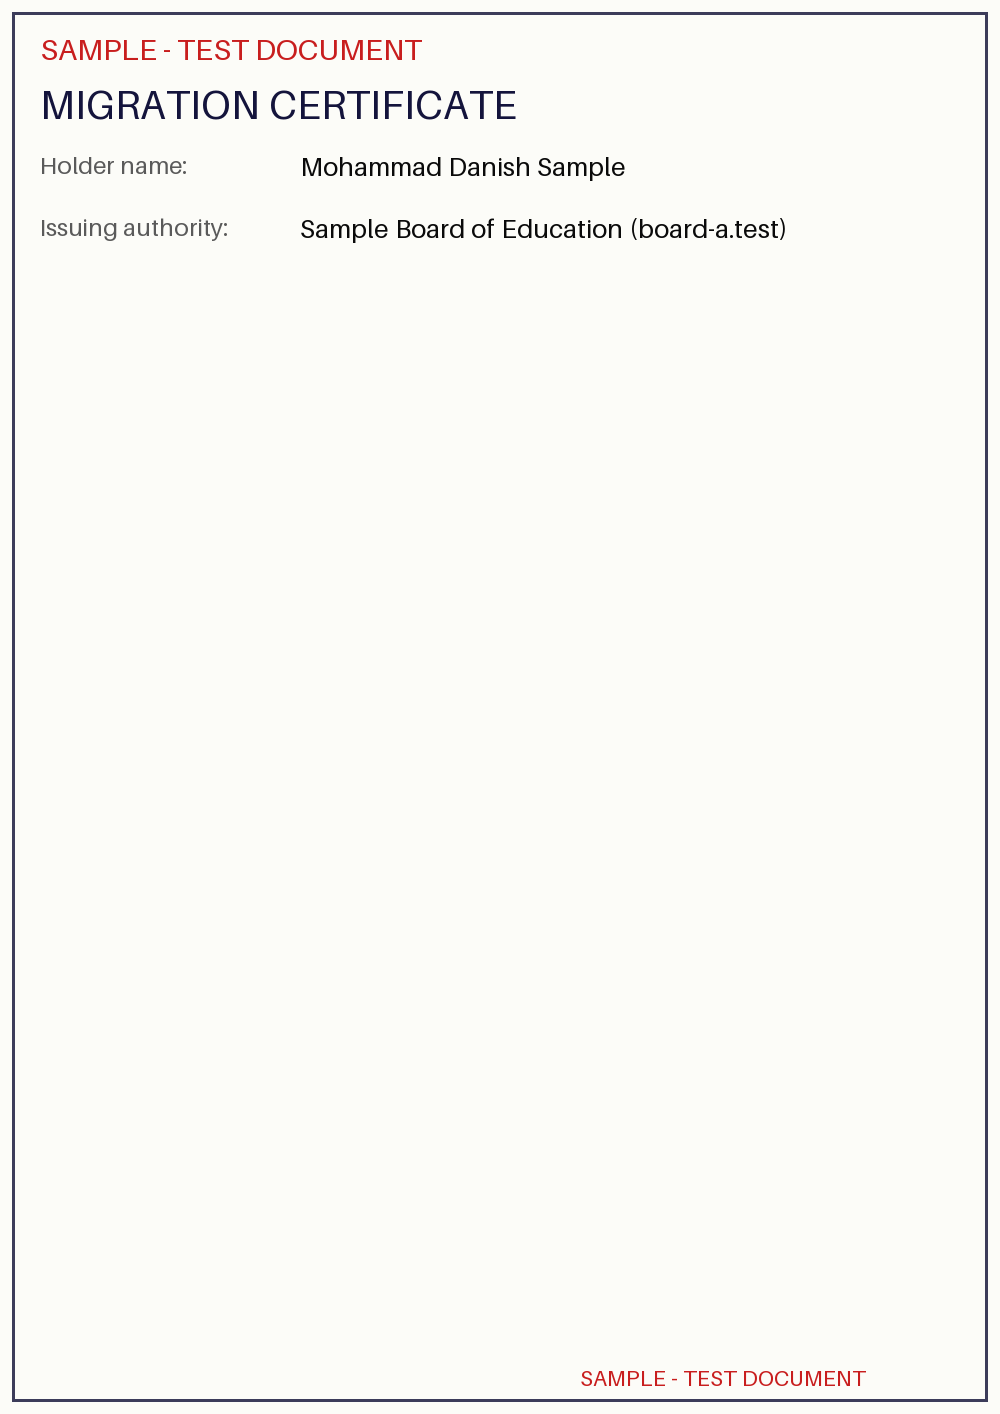 SAMPLE - TEST DOCUMENT
MIGRATION CERTIFICATE
Holder name: Mohammad Danish Sample
Issuing authority: Sample Board of Education (board-a.test)
SAMPLE - TEST DOCUMENT